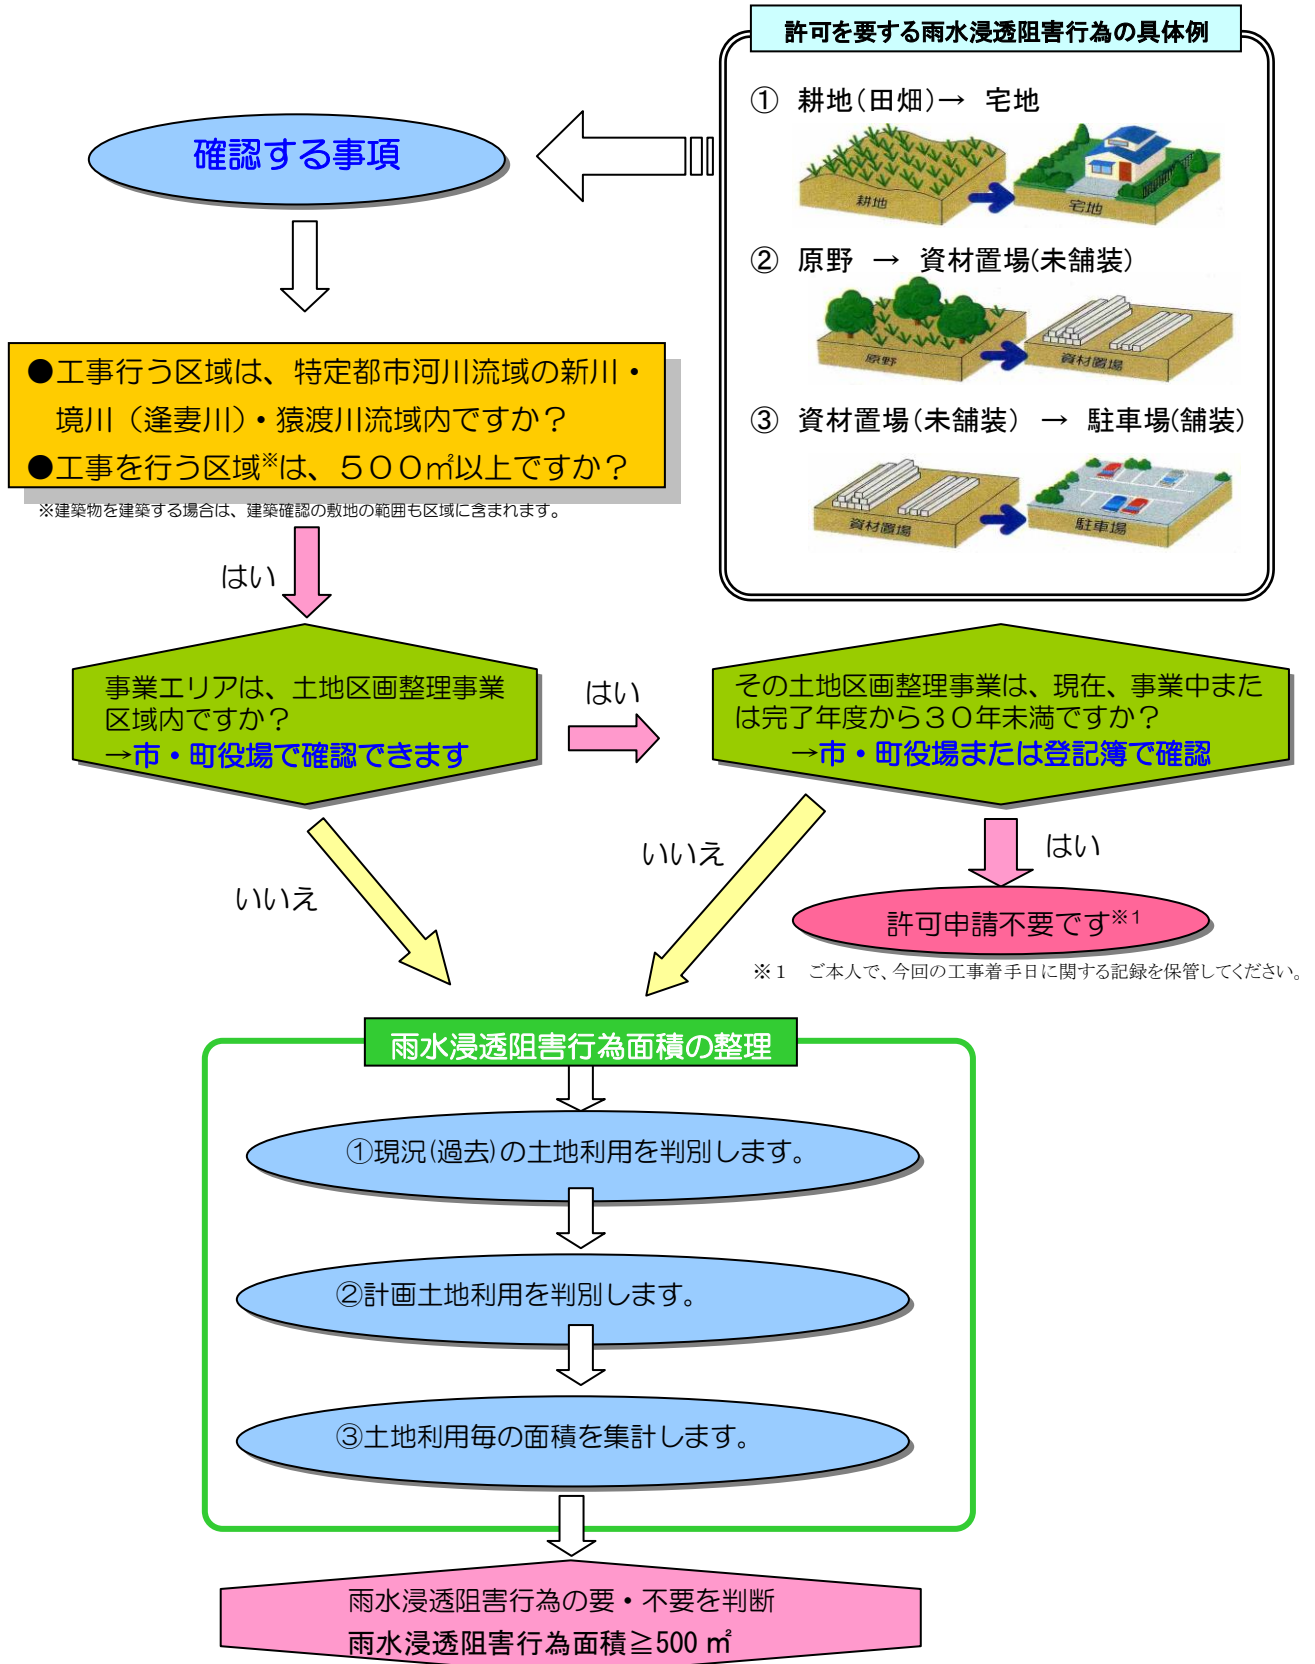 許可を要する雨水浸透阻害行為の具体例
① 耕地(田畑)→ 宅地
耕地
宅地
② 原野 → 資材置場(未舗装)
原野
資材置場
③ 資材置場(未舗装) → 駐車場(舗装)
資材置場
駐車場
確認する事項
●工事行う区域は、特定都市河川流域の新川・
境川（逢妻川）・猿渡川流域内ですか？
●工事を行う区域※は、５００㎡以上ですか？
※建築物を建築する場合は、建築確認の敷地の範囲も区域に含まれます。
はい
事業エリアは、土地区画整理事業
区域内ですか？
→市・町役場で確認できます
はい
その土地区画整理事業は、現在、事業中また
は完了年度から３０年未満ですか？
→市・町役場または登記簿で確認
いいえ
いいえ
はい
許可申請不要です※1
※１ ご本人で、今回の工事着手日に関する記録を保管してください。
雨水浸透阻害行為面積の整理
①現況(過去)の土地利用を判別します。
②計画土地利用を判別します。
③土地利用毎の面積を集計します。
雨水浸透阻害行為の要・不要を判断
雨水浸透阻害行為面積≧500 ㎡